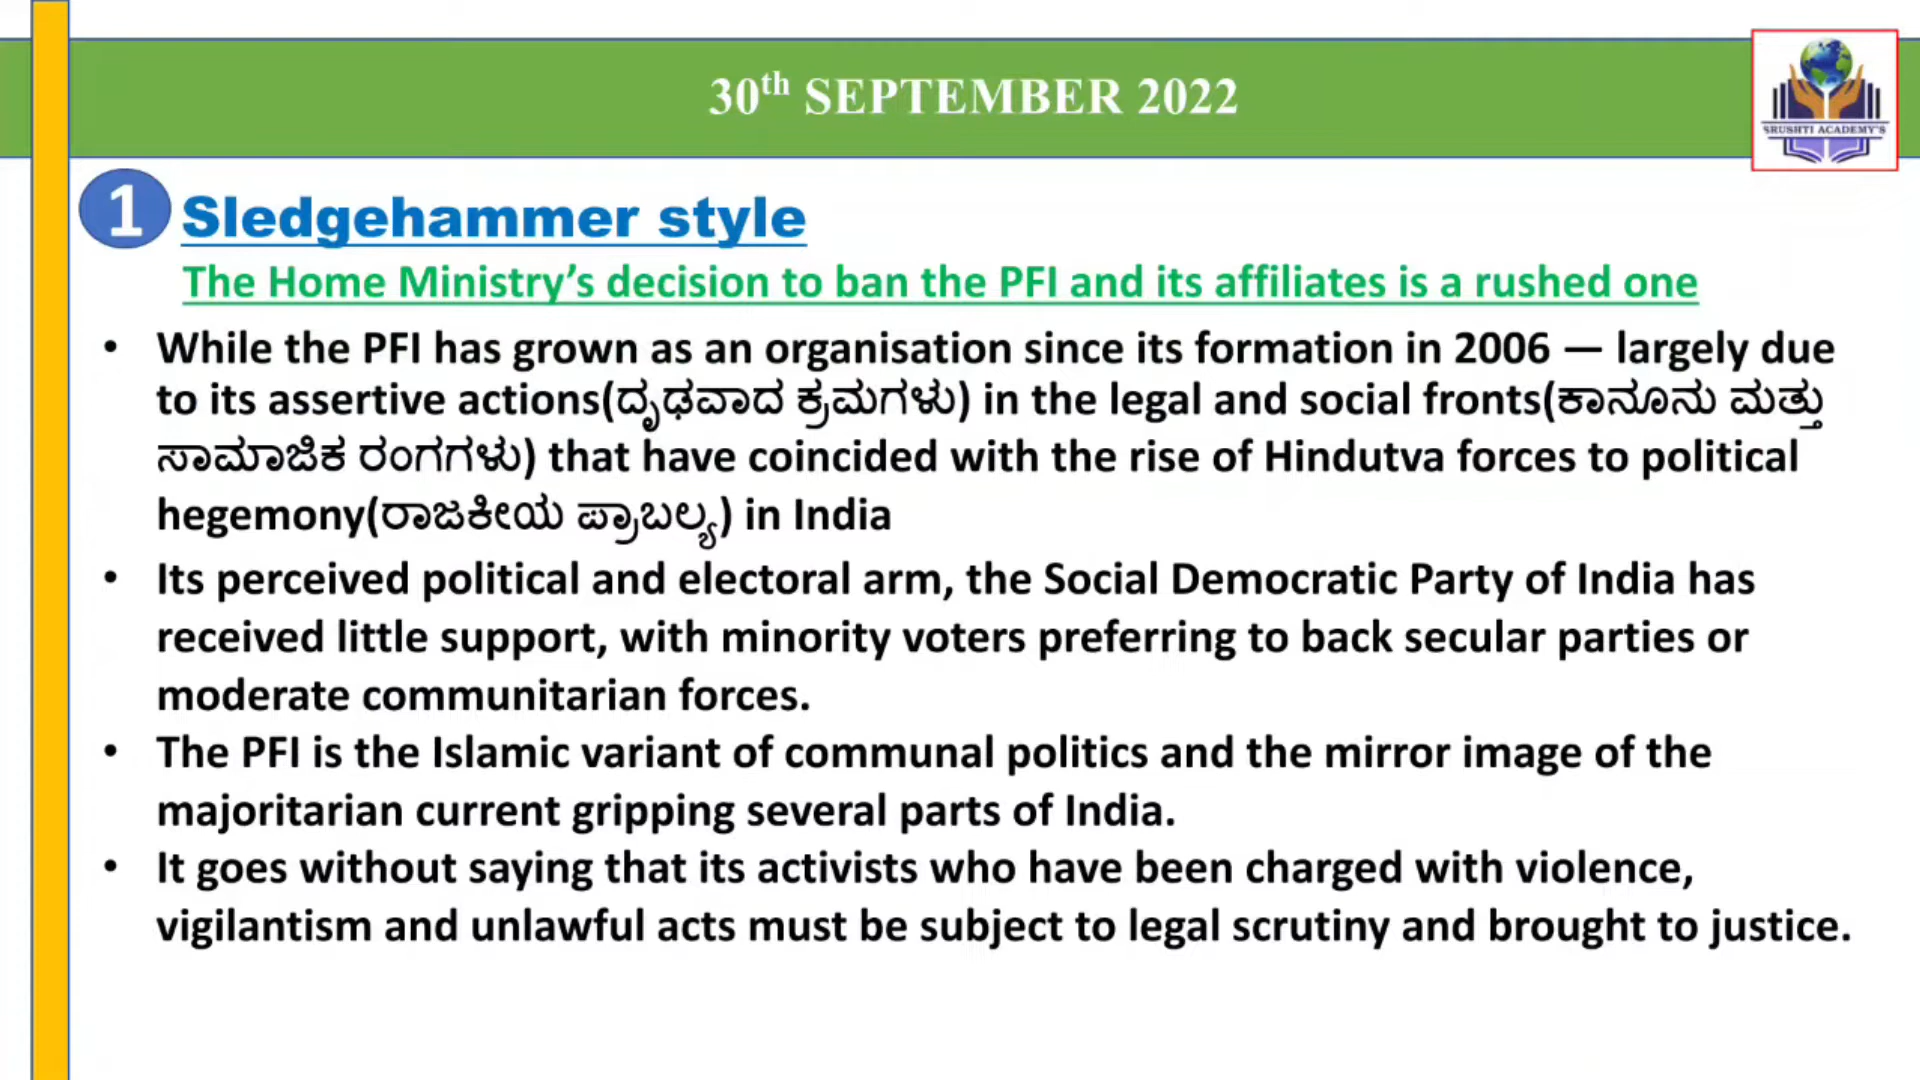 30th SEPTEMBER 2022
SRUSHTI ACADEMY'S
1 Sledgehammer style
The Home Ministry’s decision to ban the PFI and its affiliates is a rushed one
• While the PFI has grown as an organisation since its formation in 2006 — largely due
to its assertive actions(ದೃಢವಾದ ಕ್ರಮಗಳು) in the legal and social fronts(ಕಾನೂನು ಮತ್ತು
ಸಾಮಾಜಿಕ ರಂಗಗಳು) that have coincided with the rise of Hindutva forces to political
hegemony(ರಾಜಕೀಯ ಪ್ರಾಬಲ್ಯ) in India
• Its perceived political and electoral arm, the Social Democratic Party of India has
received little support, with minority voters preferring to back secular parties or
moderate communitarian forces.
• The PFI is the Islamic variant of communal politics and the mirror image of the
majoritarian current gripping several parts of India.
• It goes without saying that its activists who have been charged with violence,
vigilantism and unlawful acts must be subject to legal scrutiny and brought to justice.